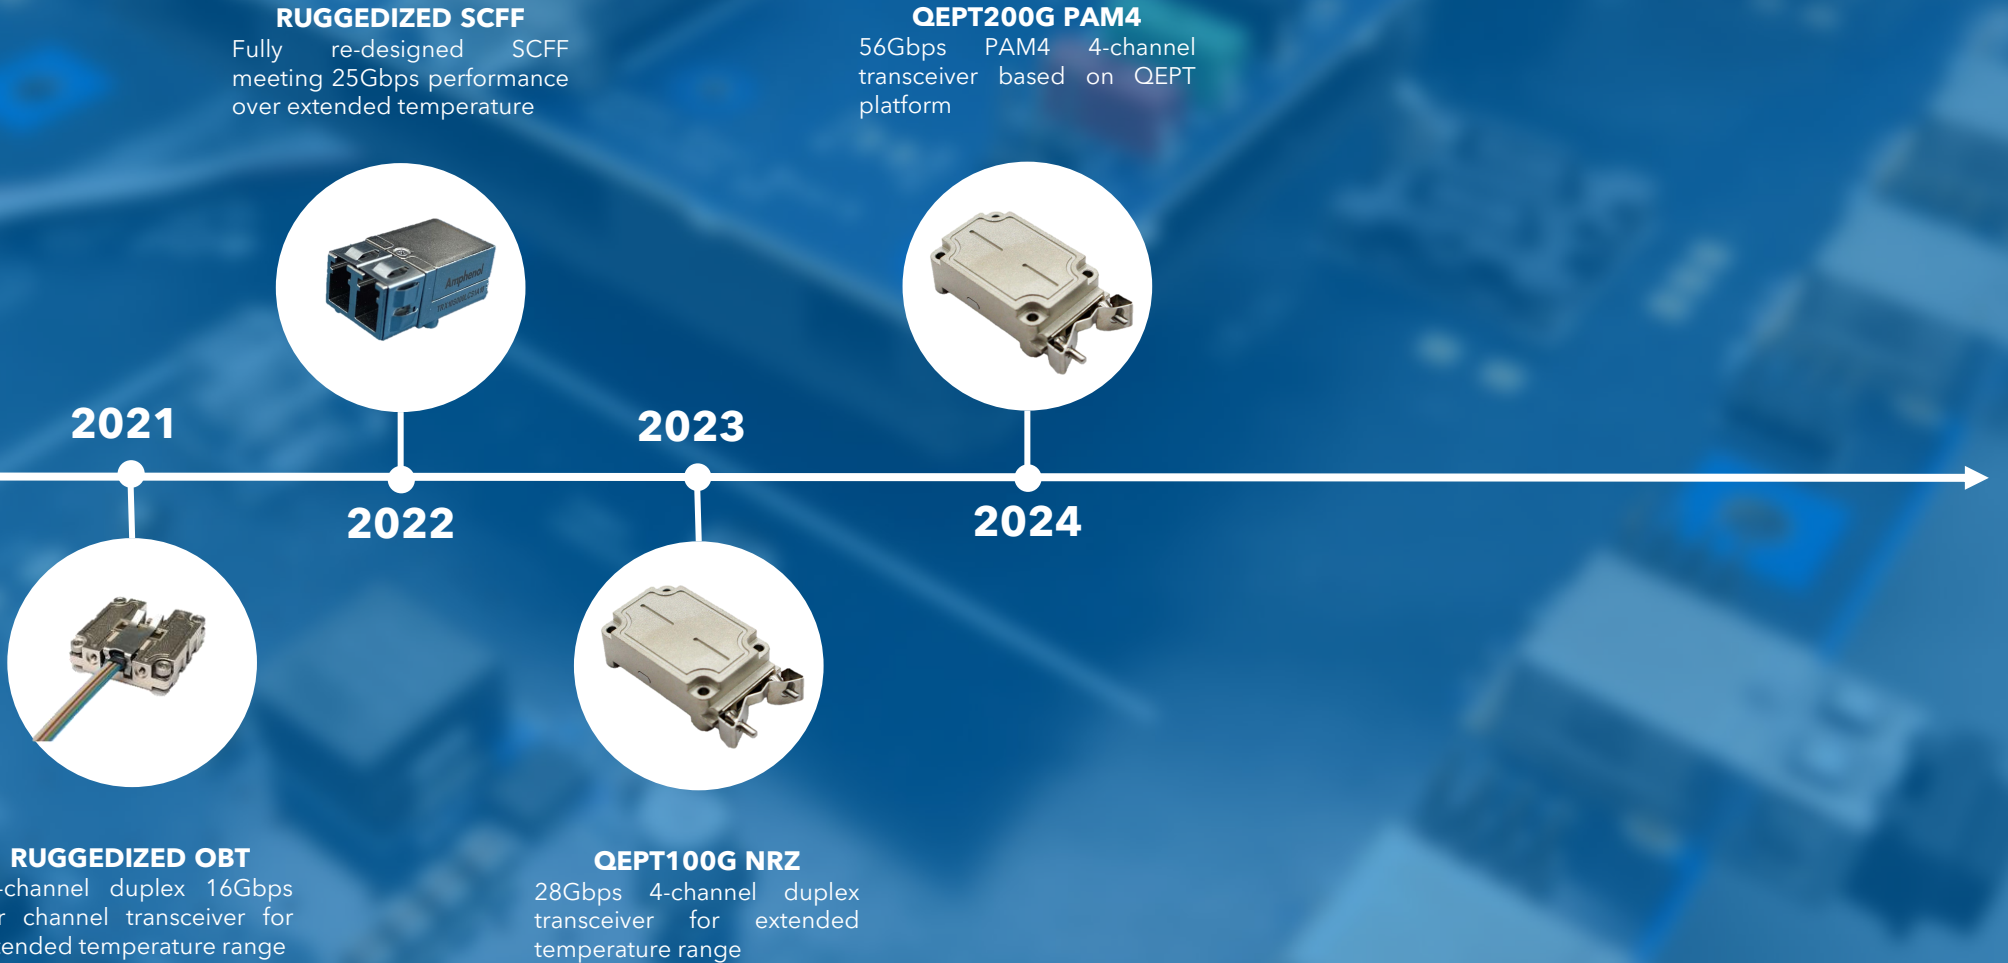 RUGGEDIZED SCFF
Fully re-designed SCFF
meeting 25Gbps performance
over extended temperature
QEPT200G PAM4
56Gbps PAM4 4-channel
transceiver based on QEPT
platform
Amphenol
2021
2022
2023
2024
RUGGEDIZED OBT
-channel duplex 16Gbps
channel transceiver for
temperature range
QEPT100G NRZ
28Gbps 4-channel duplex
transceiver for extended
temperature range